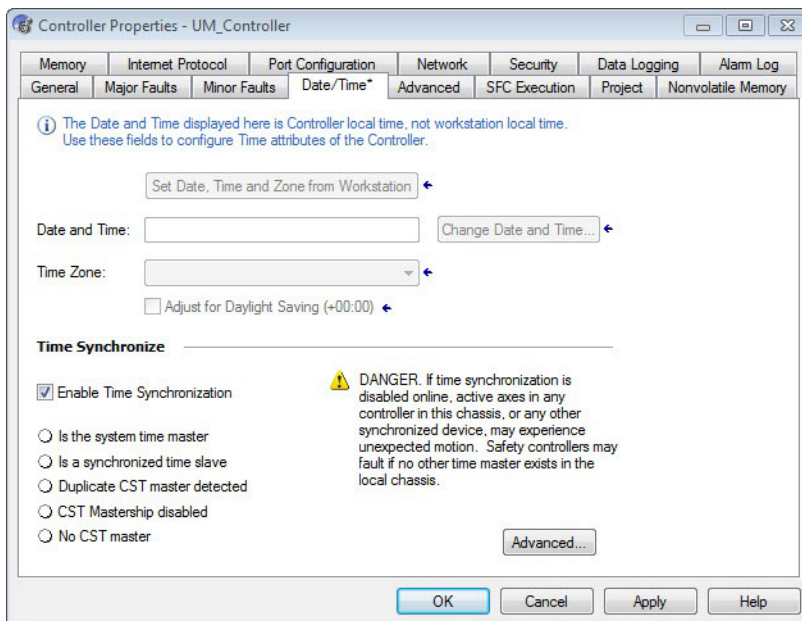 Controller Properties - UM_Controller
Memory Internet Protocol Port Configuration Network Security Data Logging Alarm Log
General Major Faults Minor Faults Date/Time* Advanced SFC Execution Project Nonvolatile Memory
The Date and Time displayed here is Controller local time, not workstation local time.
Use these fields to configure Time attributes of the Controller.
Set Date, Time and Zone from Workstation
Date and Time: Change Date and Time...
Time Zone:
Adjust for Daylight Saving (+00:00)
Time Synchronize
Enable Time Synchronization
Is the system time master
Is a synchronized time slave
Duplicate CST master detected
CST Mastership disabled
No CST master
DANGER. If time synchronization is
disabled online, active axes in any
controller in this chassis, or any other
synchronized device, may experience
unexpected motion. Safety controllers may
fault if no other time master exists in the
local chassis.
Advanced...
OK Cancel Apply Help